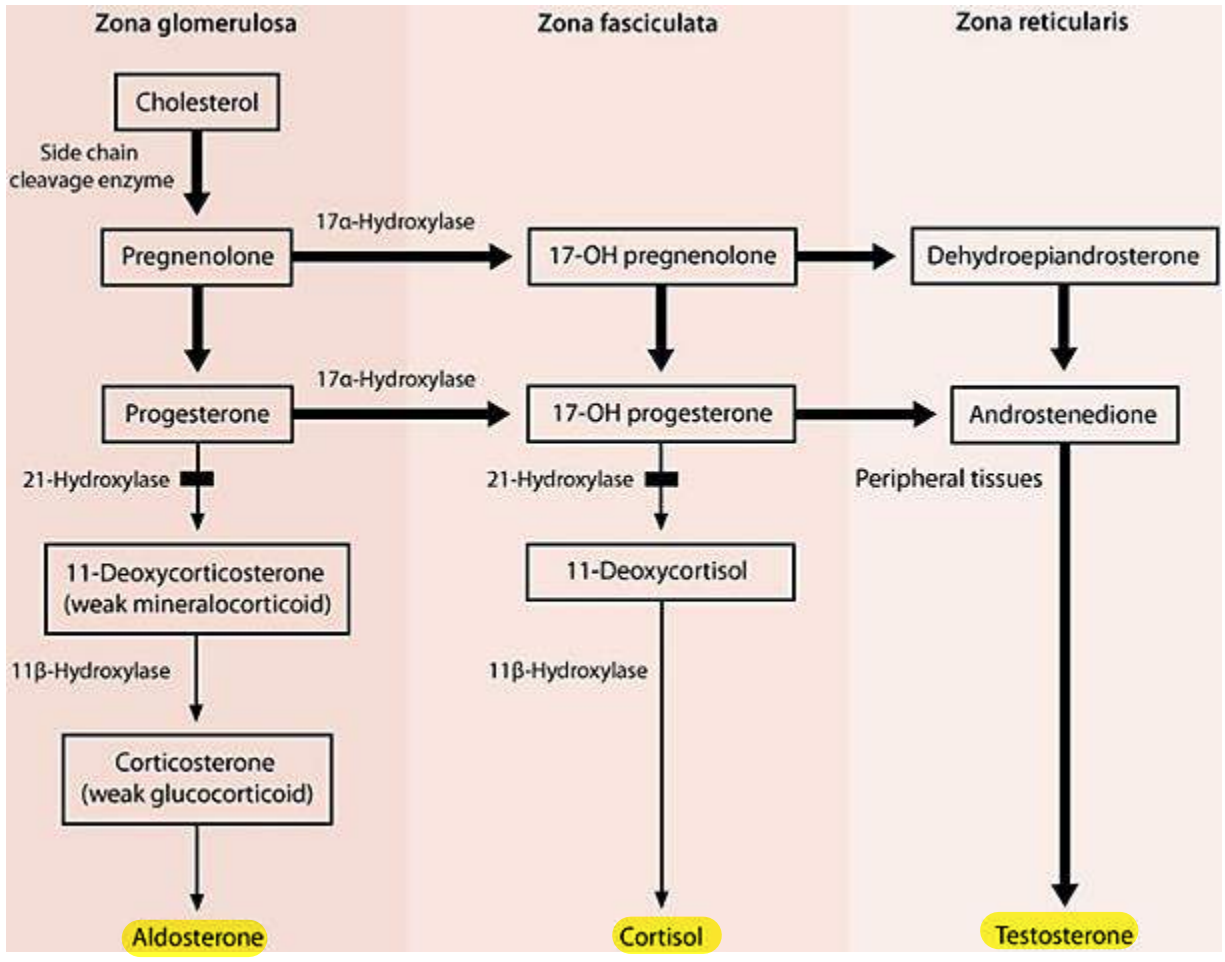 Zona glomerulosa
Zona fasciculata
Zona reticularis
Cholesterol
Side chain
cleavage enzyme
Pregnenolone
17α-Hydroxylase
17-OH pregnenolone
Dehydroepiandrosterone
Progesterone
17α-Hydroxylase
17-OH progesterone
Androstenedione
21-Hydroxylase
21-Hydroxylase
Peripheral tissues
11-Deoxycorticosterone
(weak mineralocorticoid)
11-Deoxycortisol
11β-Hydroxylase
11β-Hydroxylase
Corticosterone
(weak glucocorticoid)
Aldosterone
Cortisol
Testosterone